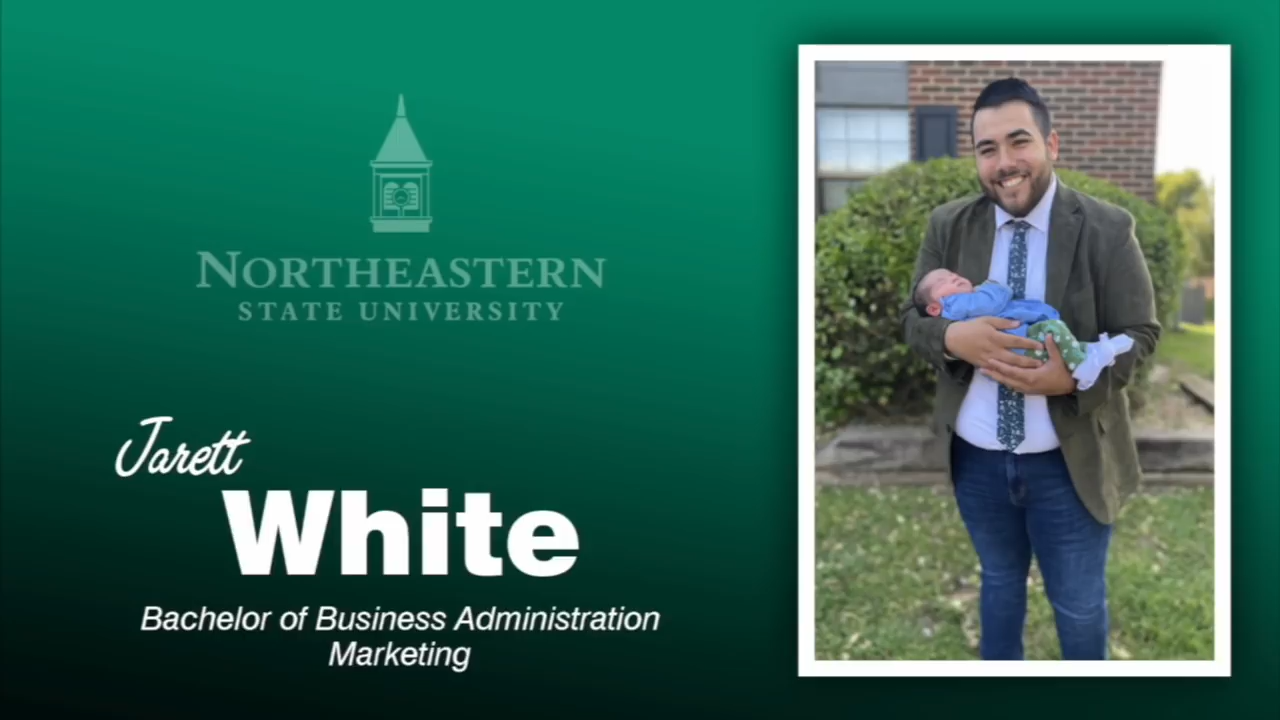 NORTHEASTERN
STATE UNIVERSITY
Jarett
White
Bachelor of Business Administration
Marketing